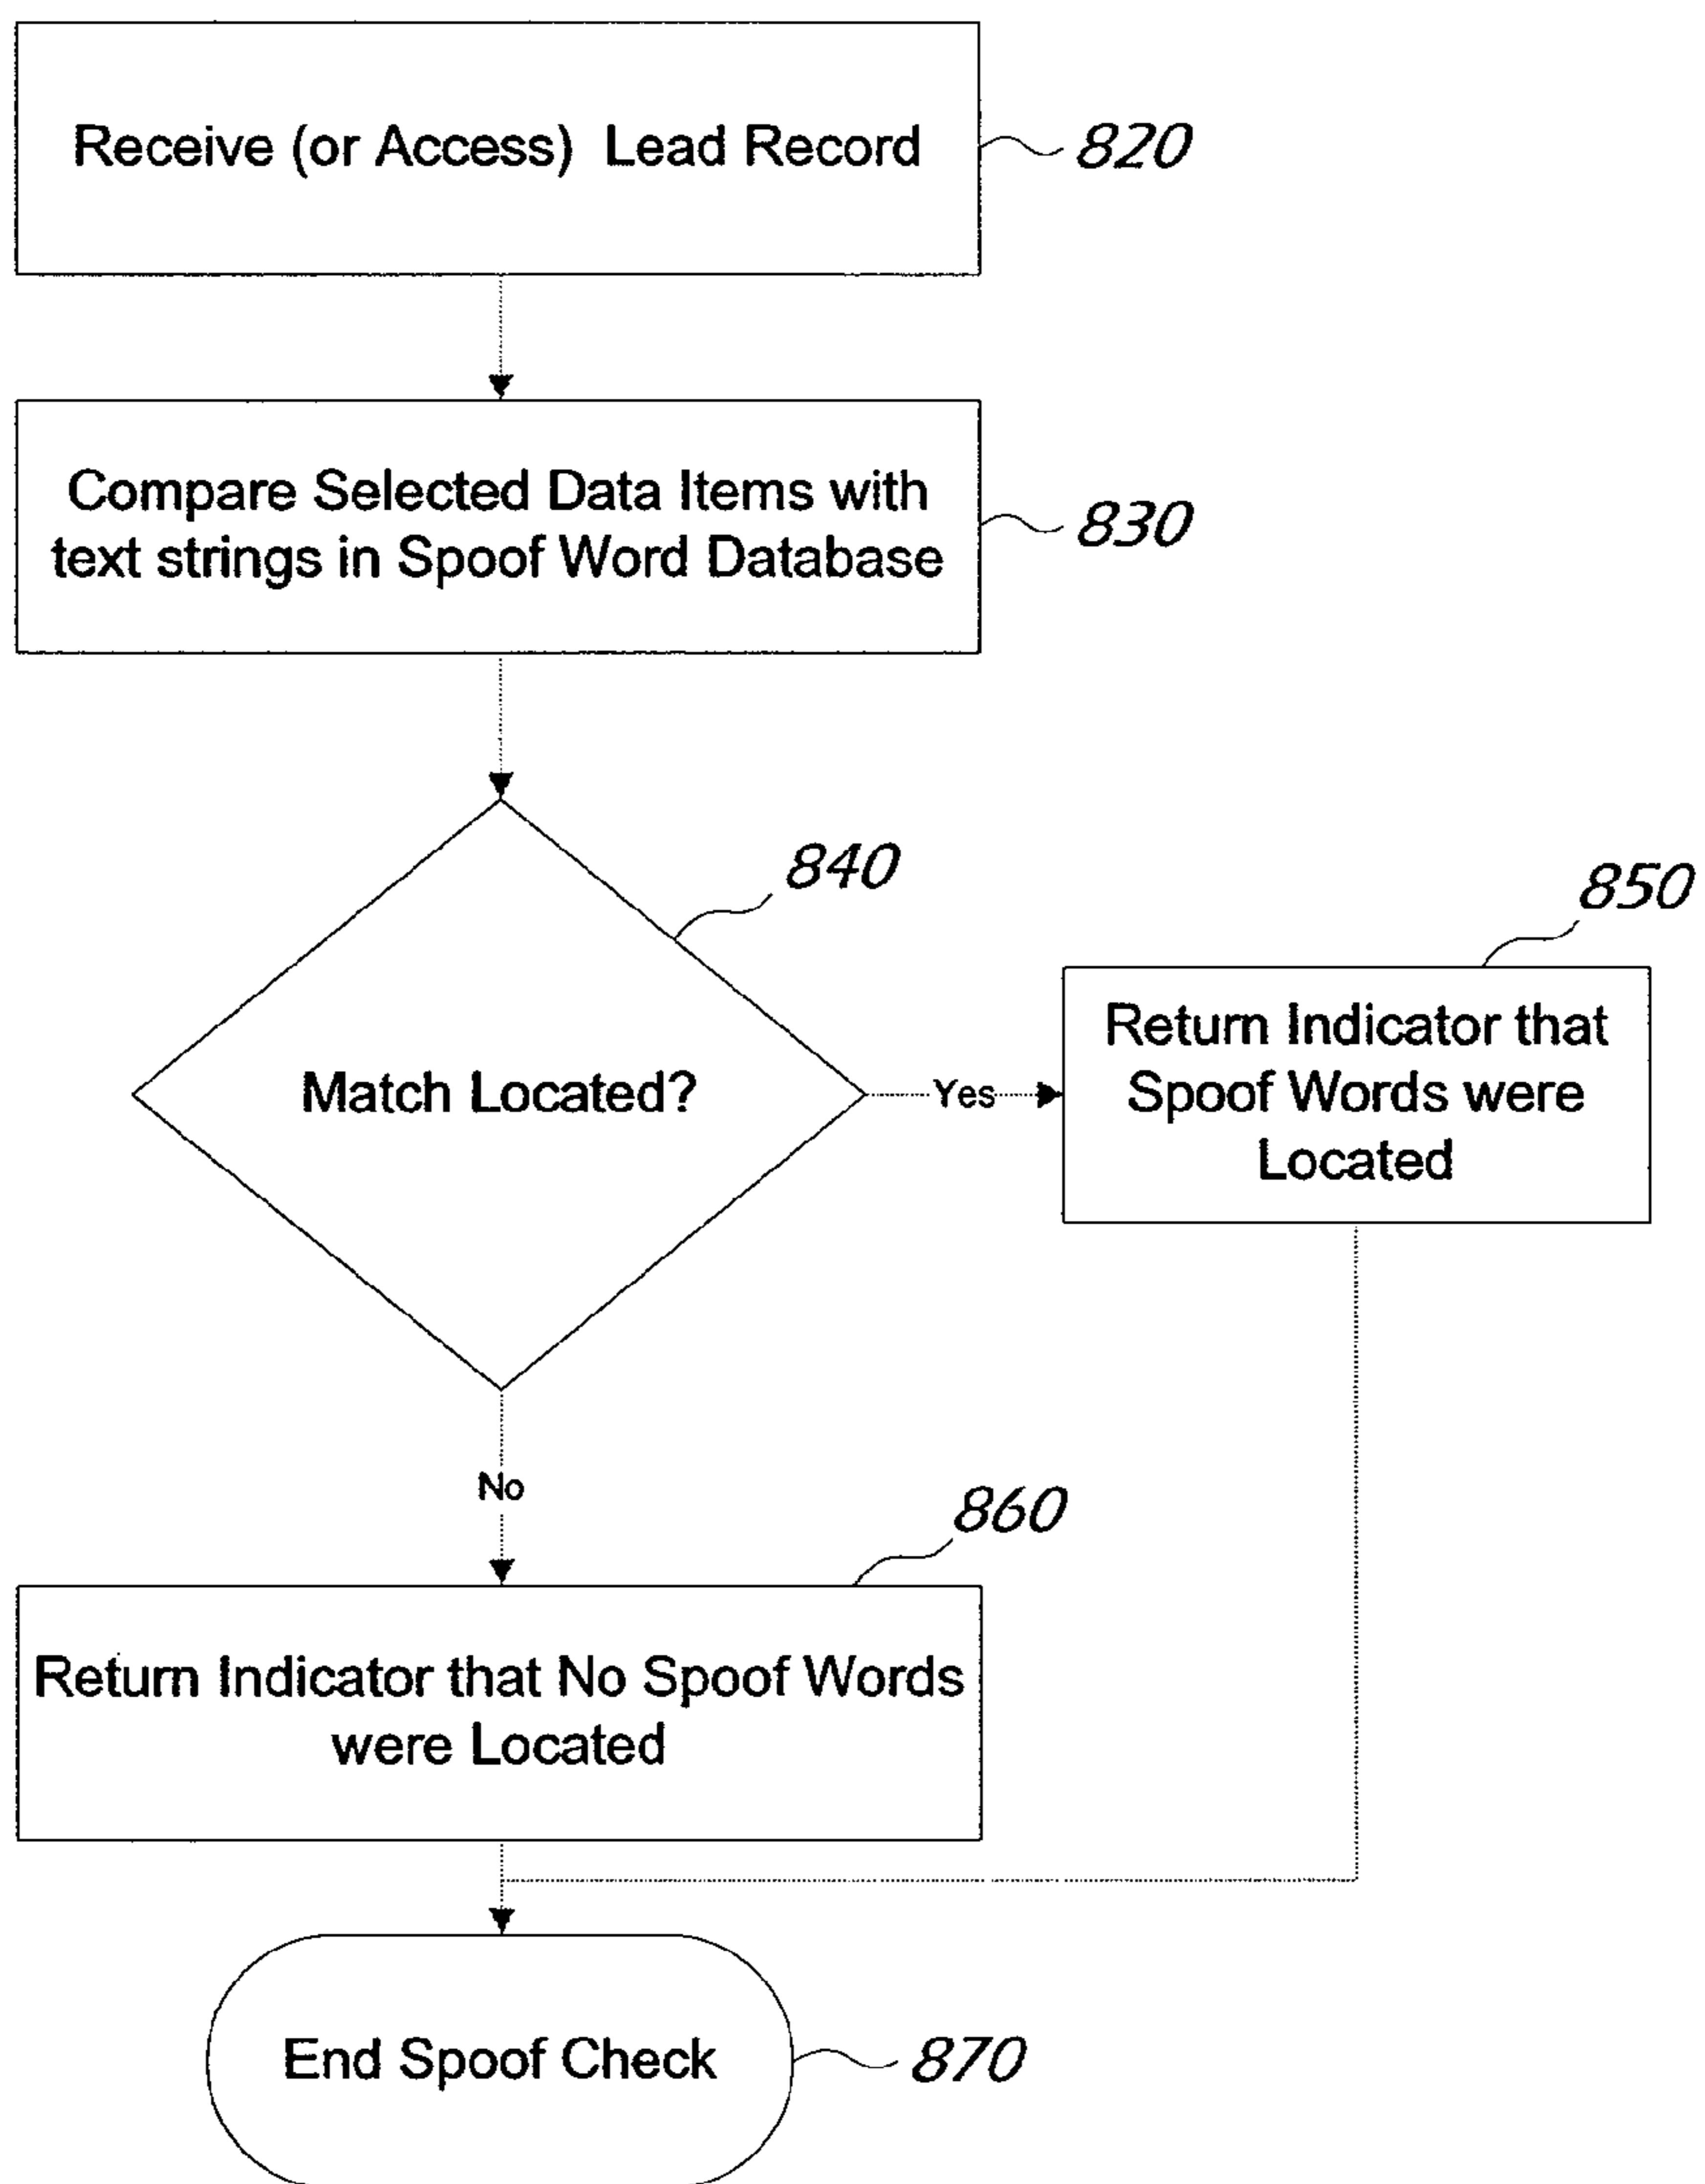 Receive (or Access) Lead Record
820
Compare Selected Data Items with
text strings in Spoof Word Database
830
840
Match Located?
Yes
850
Return Indicator that
Spoof Words were
Located
No
860
Return Indicator that No Spoof Words
were Located
End Spoof Check
870